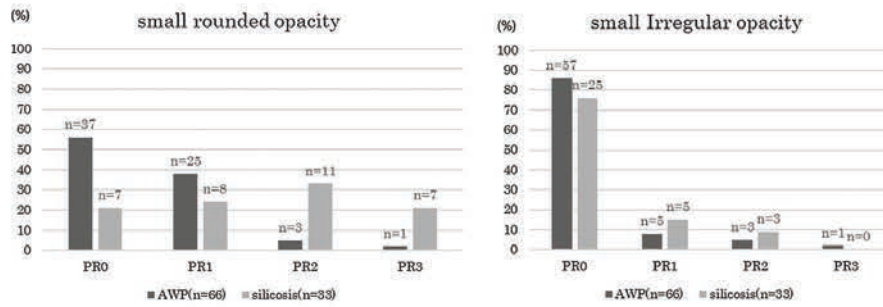 (%)
small rounded opacity
100
90
80
70
60
50
40
30
20
10
0
n=37
n=7
n=25
n=8
n=3
n=11
n=1
n=7
PR0 PR1 PR2 PR3
■AWP(n=66) ■silicosis(n=33)
(%)
small Irregular opacity
100
90
80
70
60
50
40
30
20
10
0
n=57
n=25
n=5
n=5
n=3
n=3
n=1
n=0
PR0 PR1 PR2 PR3
■AWP(n=66) ■silicosis(n=33)